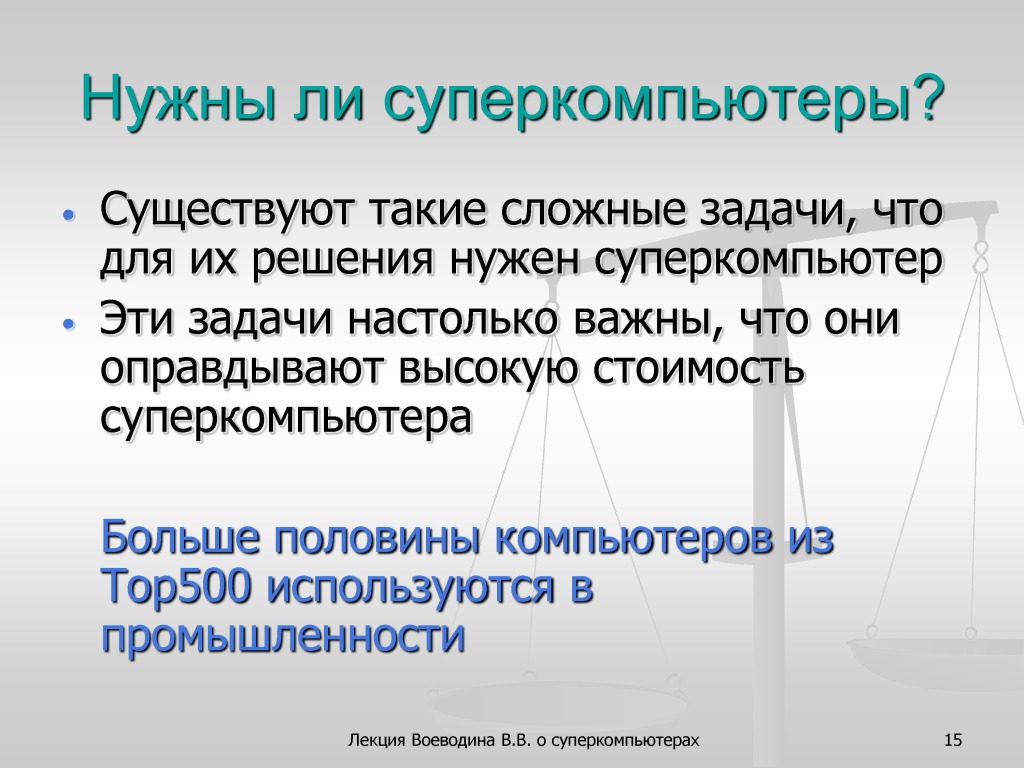 Нужны ли суперкомпьютеры?
• Существуют такие сложные задачи, что
для их решения нужен суперкомпьютер
• Эти задачи настолько важны, что они
оправдывают высокую стоимость
суперкомпьютера
Больше половины компьютеров из
Top500 используются в
промышленности
Лекция Воеводина В.В. о суперкомпьютерах 15